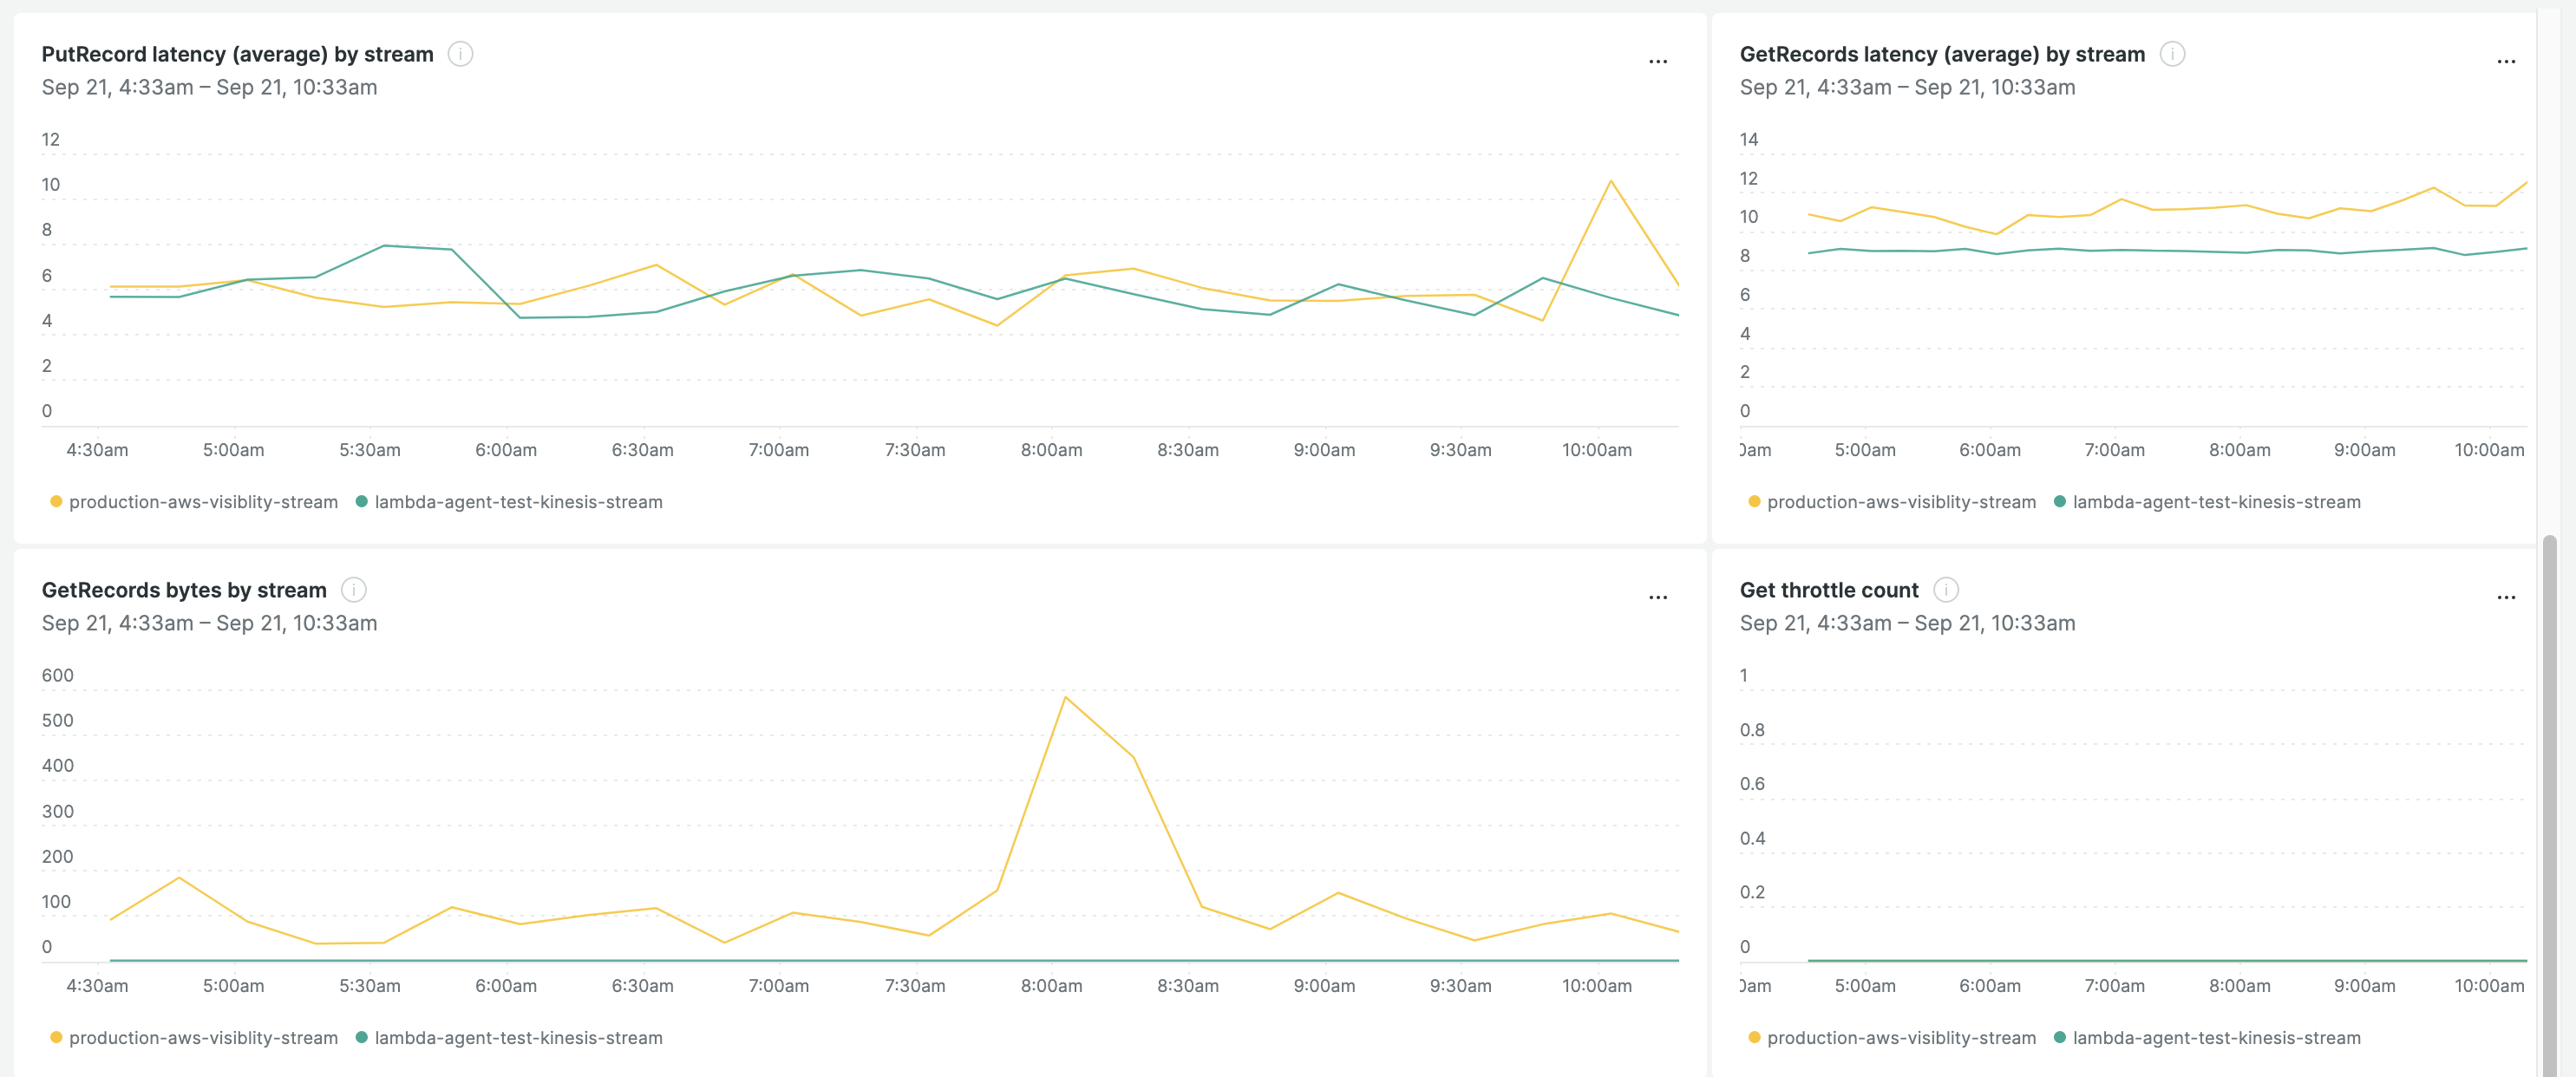 PutRecord latency (average) by stream
Sep 21, 4:33am – Sep 21, 10:33am
12
10
8
6
4
2
0
4:30am 5:00am 5:30am 6:00am 6:30am 7:00am 7:30am 8:00am 8:30am 9:00am 9:30am 10:00am
production-aws-visiblity-stream lambda-agent-test-kinesis-stream
GetRecords latency (average) by stream
Sep 21, 4:33am – Sep 21, 10:33am
14
12
10
8
6
4
2
0
0am 5:00am 6:00am 7:00am 8:00am 9:00am 10:00am
production-aws-visiblity-stream lambda-agent-test-kinesis-stream
GetRecords bytes by stream
Sep 21, 4:33am – Sep 21, 10:33am
600
500
400
300
200
100
0
4:30am 5:00am 5:30am 6:00am 6:30am 7:00am 7:30am 8:00am 8:30am 9:00am 9:30am 10:00am
production-aws-visiblity-stream lambda-agent-test-kinesis-stream
Get throttle count
Sep 21, 4:33am – Sep 21, 10:33am
1
0.8
0.6
0.4
0.2
0
0am 5:00am 6:00am 7:00am 8:00am 9:00am 10:00am
production-aws-visiblity-stream lambda-agent-test-kinesis-stream